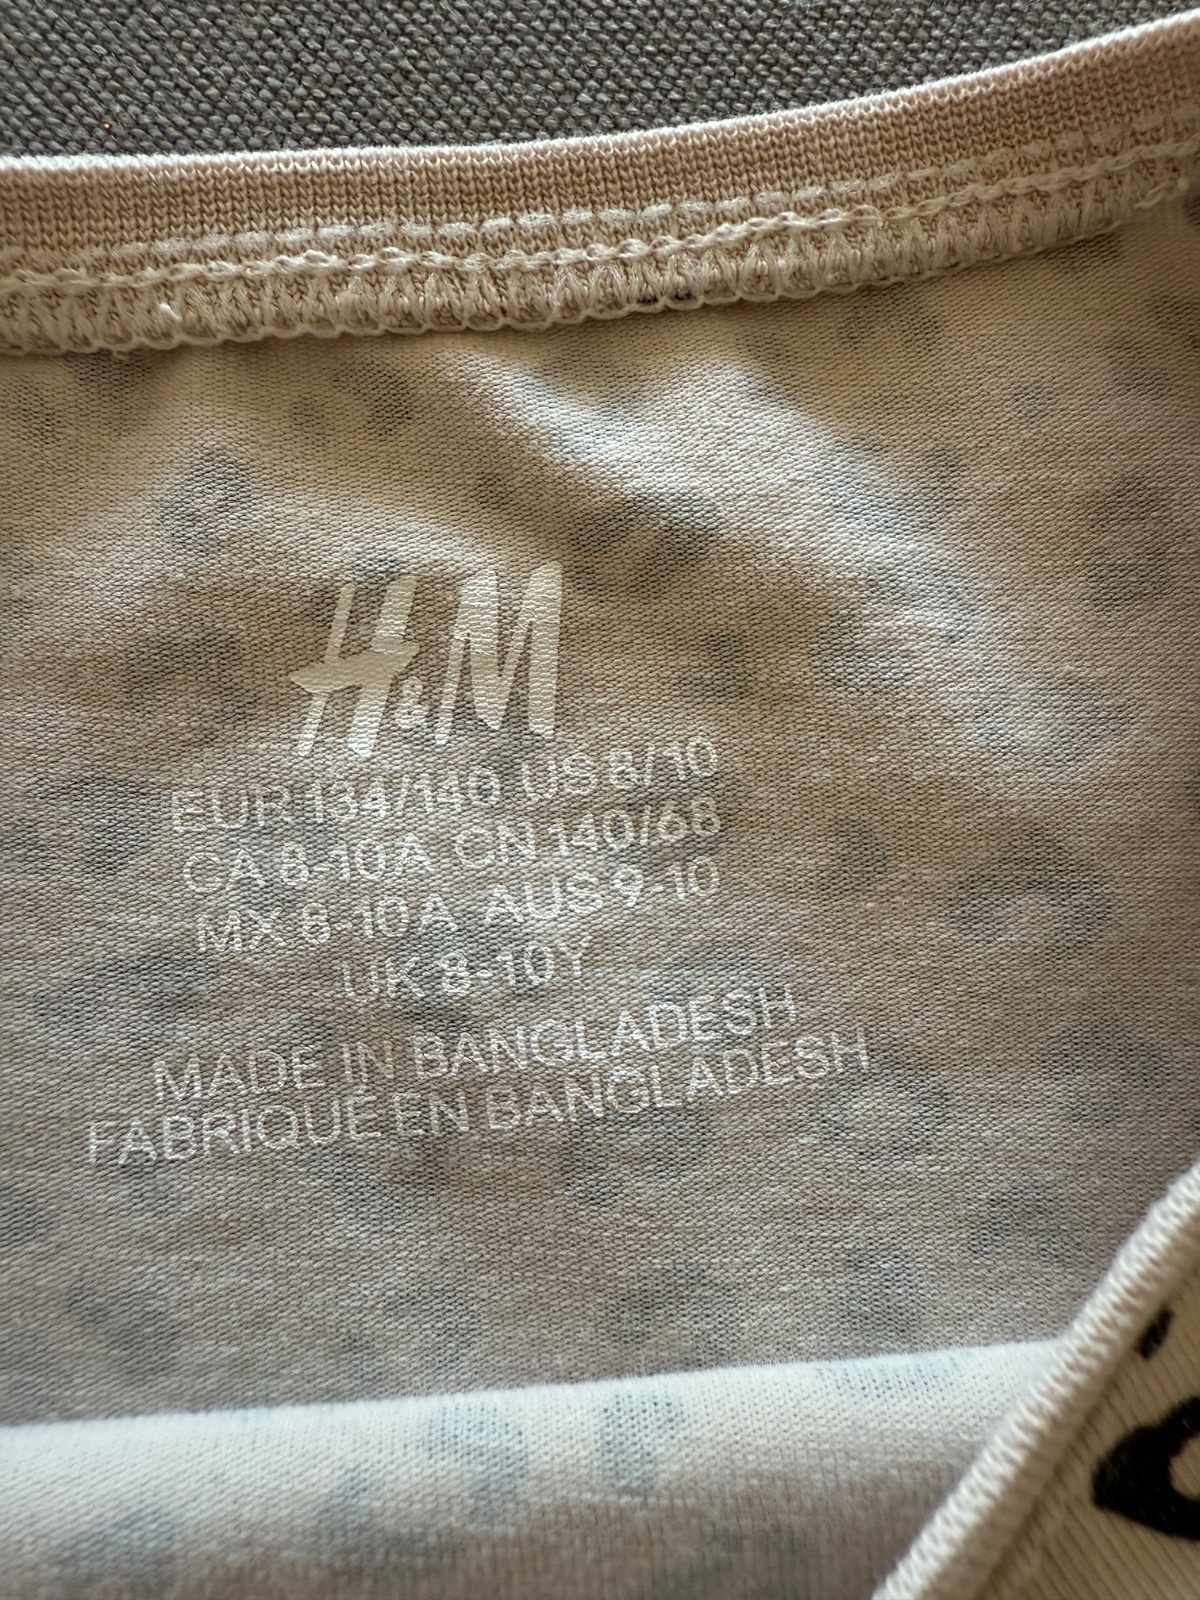 H&M
EUR 134/140 US 8/10
CA 8-10A CN 140/68
MX 8-10A AUS 9-10
UK 8-10Y
MADE IN BANGLADESH
FABRIQUÉ EN BANGLADESH